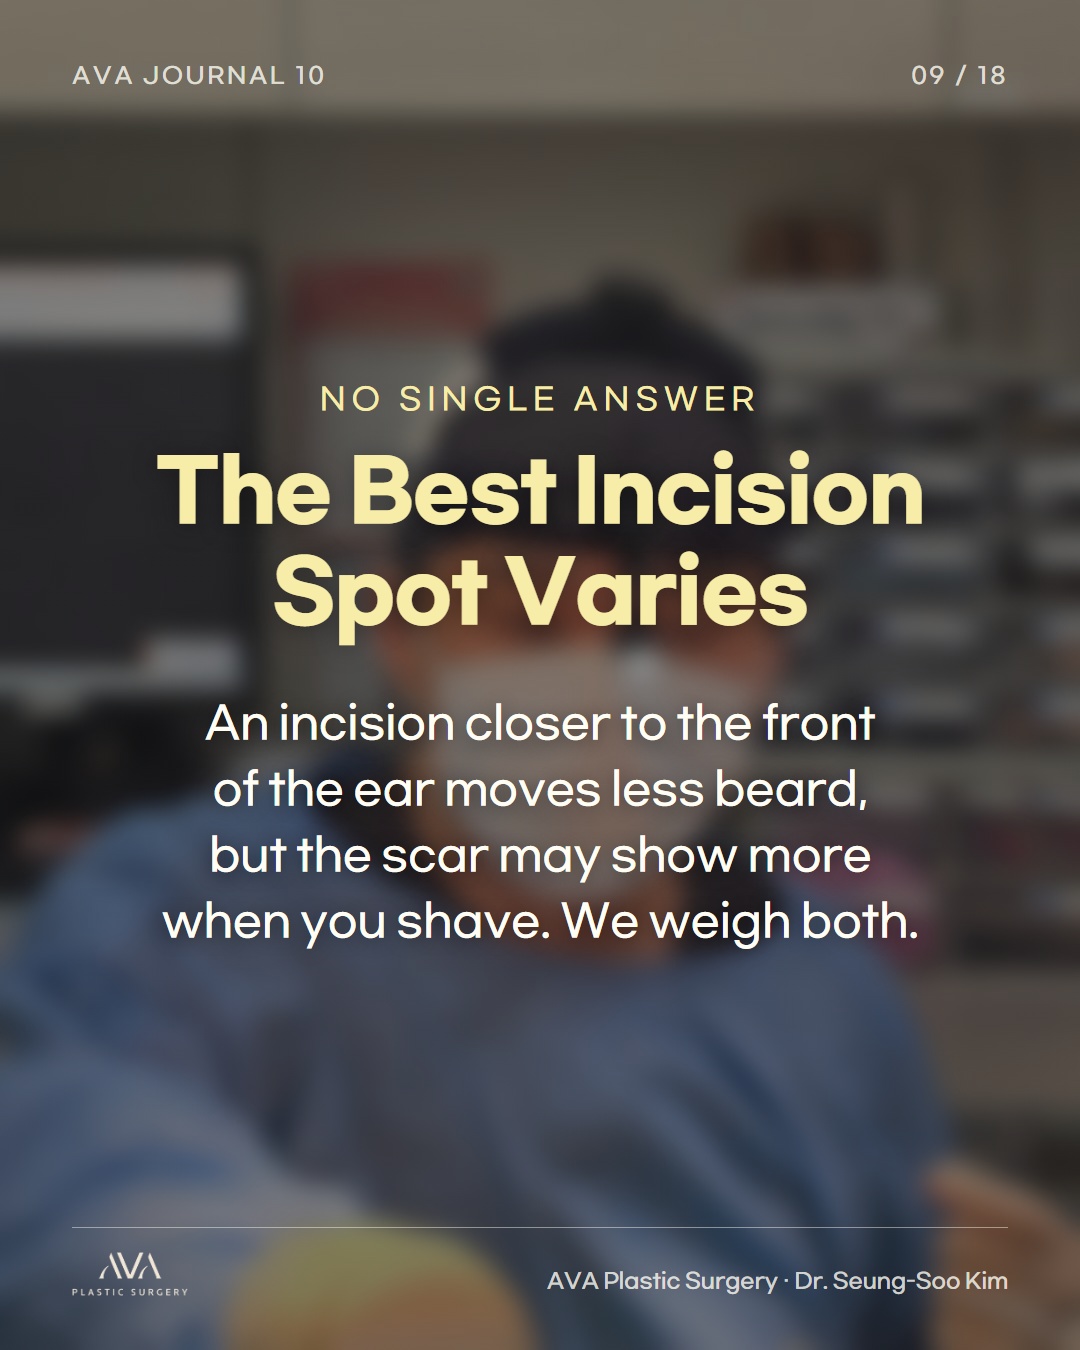 AVA JOURNAL 10
09 / 18
NO SINGLE ANSWER
The Best Incision
Spot Varies
An incision closer to the front
of the ear moves less beard,
but the scar may show more
when you shave. We weigh both.
AVA
PLASTIC SURGERY
AVA Plastic Surgery · Dr. Seung-Soo Kim